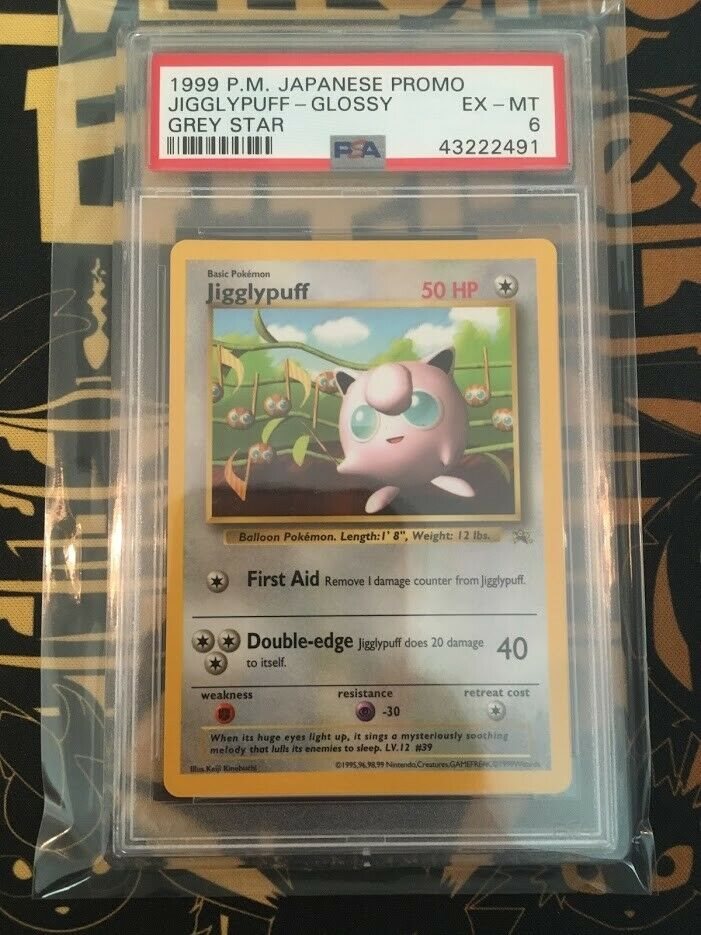 1999 P.M. JAPANESE PROMO
JIGGLYPUFF - GLOSSY EX - MT
GREY STAR 6
PSA 43222491
Basic Pokémon
Jigglypuff 50 HP
Balloon Pokémon. Length:1' 8", Weight: 12 lbs.
First Aid Remove 1 damage counter from Jigglypuff.
Double-edge Jigglypuff does 20 damage 40
to itself.
weakness resistance retreat cost
-30
When its huge eyes light up, it sings a mysteriously soothing
melody that lulls its enemies to sleep. LV.12 #39
Illus. Keiji Kinebuchi ©1995,96,98,99 Nintendo,Creatures,GAMEFREAK.©1999Wizards